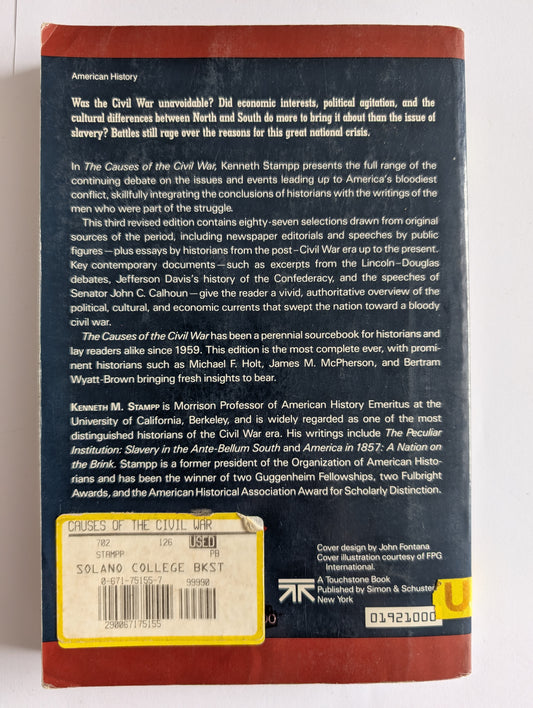 American History
Was the Civil War unavoidable? Did economic interests, political agitation, and the
cultural differences between North and South do more to bring it about than the issue of
slavery? Battles still rage over the reasons for this great national crisis.
In The Causes of the Civil War, Kenneth Stampp presents the full range of the
continuing debate on the issues and events leading up to America's bloodiest
conflict, skillfully integrating the conclusions of historians with the writings of the
men who were part of the struggle.
This third revised edition contains eighty-seven selections drawn from original
sources of the period, including newspaper editorials and speeches by public
figures—plus essays by historians from the post–Civil War era up to the present.
Key contemporary documents—such as excerpts from the Lincoln–Douglas
debates, Jefferson Davis's history of the Confederacy, and the speeches of
Senator John C. Calhoun—give the reader a vivid, authoritative overview of the
political, cultural, and economic currents that swept the nation toward a bloody
civil war.
The Causes of the Civil War has been a perennial sourcebook for historians and
lay readers alike since 1959. This edition is the most complete ever, with promi-
nent historians such as Michael F. Holt, James M. McPherson, and Bertram
Wyatt-Brown bringing fresh insights to bear.
KENNETH M. STAMPP is Morrison Professor of American History Emeritus at the
University of California, Berkeley, and is widely regarded as one of the most
distinguished historians of the Civil War era. His writings include The Peculiar
Institution: Slavery in the Ante-Bellum South and America in 1857: A Nation on
the Brink. Stampp is a former president of the Organization of American Histo-
rians and has been the winner of two Guggenheim Fellowships, two Fulbright
Awards, and the American Historical Association Award for Scholarly Distinction.
CAUSES OF THE CIVIL WAR
702 126 USED
STAMPP PB
SOLANO COLLEGE BKST
0-671-75155-7 99990
290067175155
Cover design by John Fontana
Cover illustration courtesy of FPG
International.
A Touchstone Book
Published by Simon & Schuster
New York
U
01921000